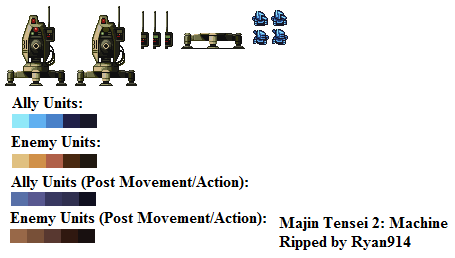 Ally Units:
Enemy Units:
Ally Units (Post Movement/Action):
Enemy Units (Post Movement/Action):
Majin Tensei 2: Machine
Ripped by Ryan914